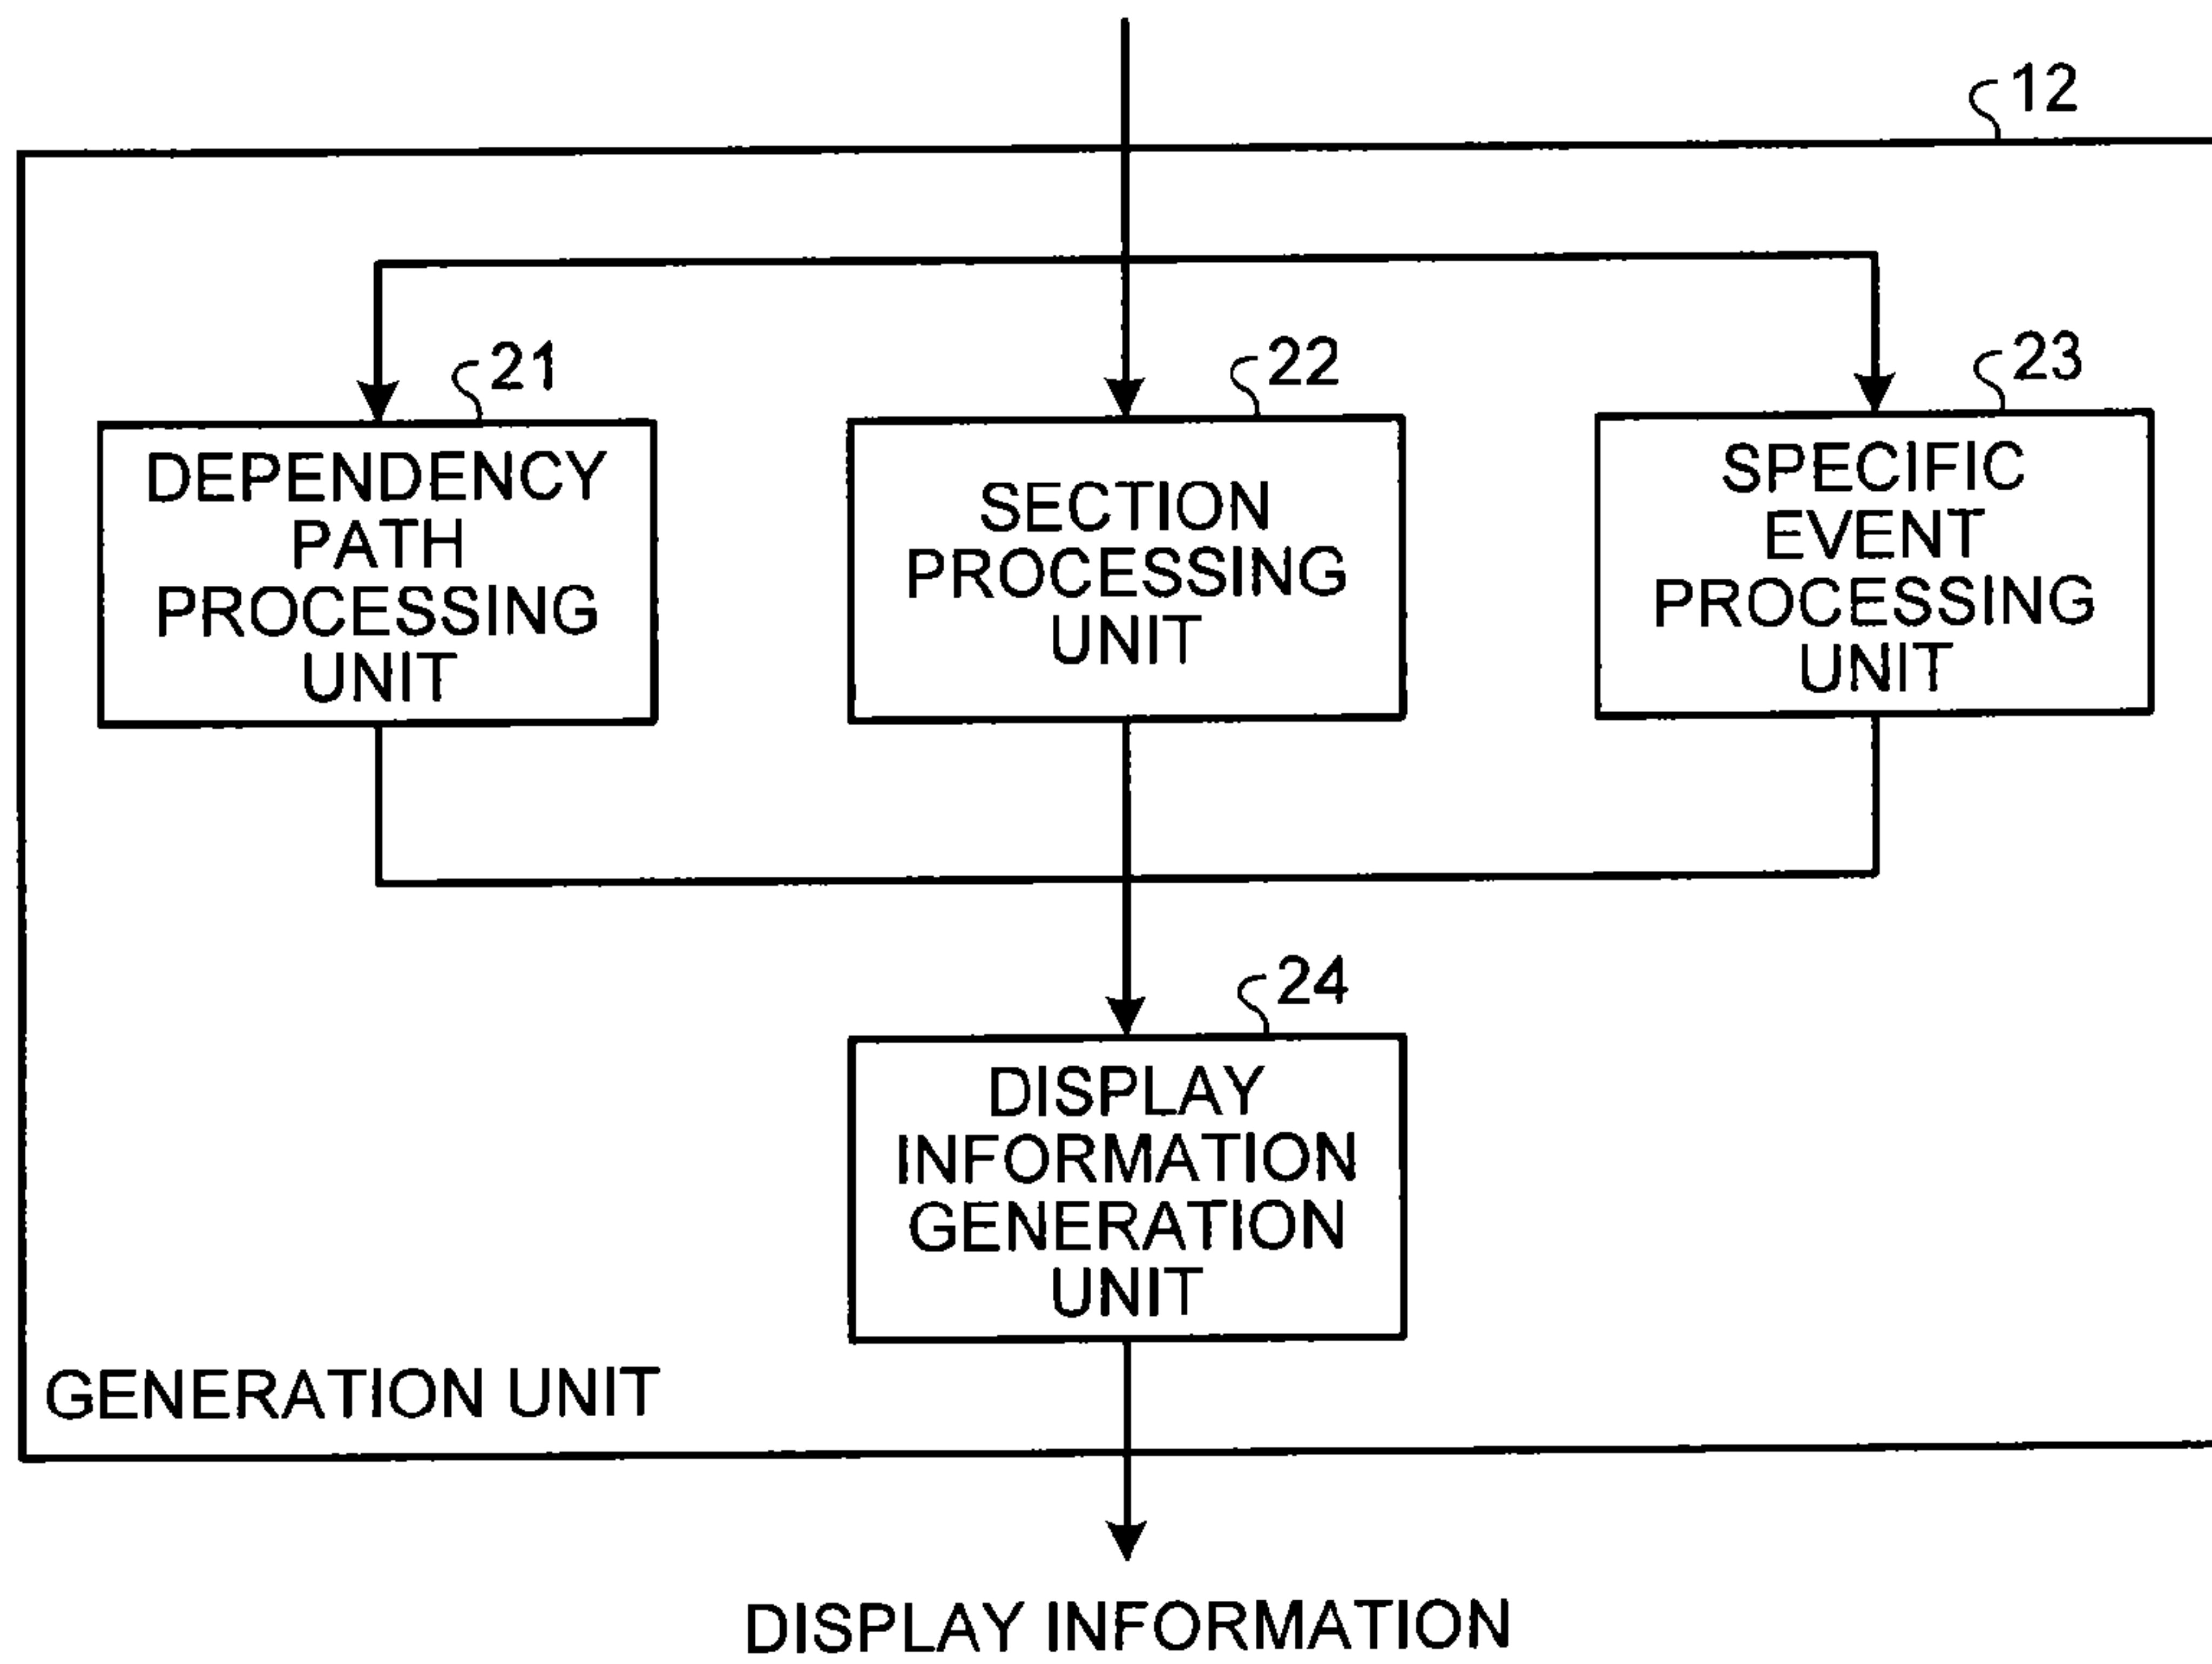 12
21
22
23
DEPENDENCY
PATH
PROCESSING
UNIT
SECTION
PROCESSING
UNIT
SPECIFIC
EVENT
PROCESSING
UNIT
24
DISPLAY
INFORMATION
GENERATION
UNIT
GENERATION UNIT
DISPLAY INFORMATION